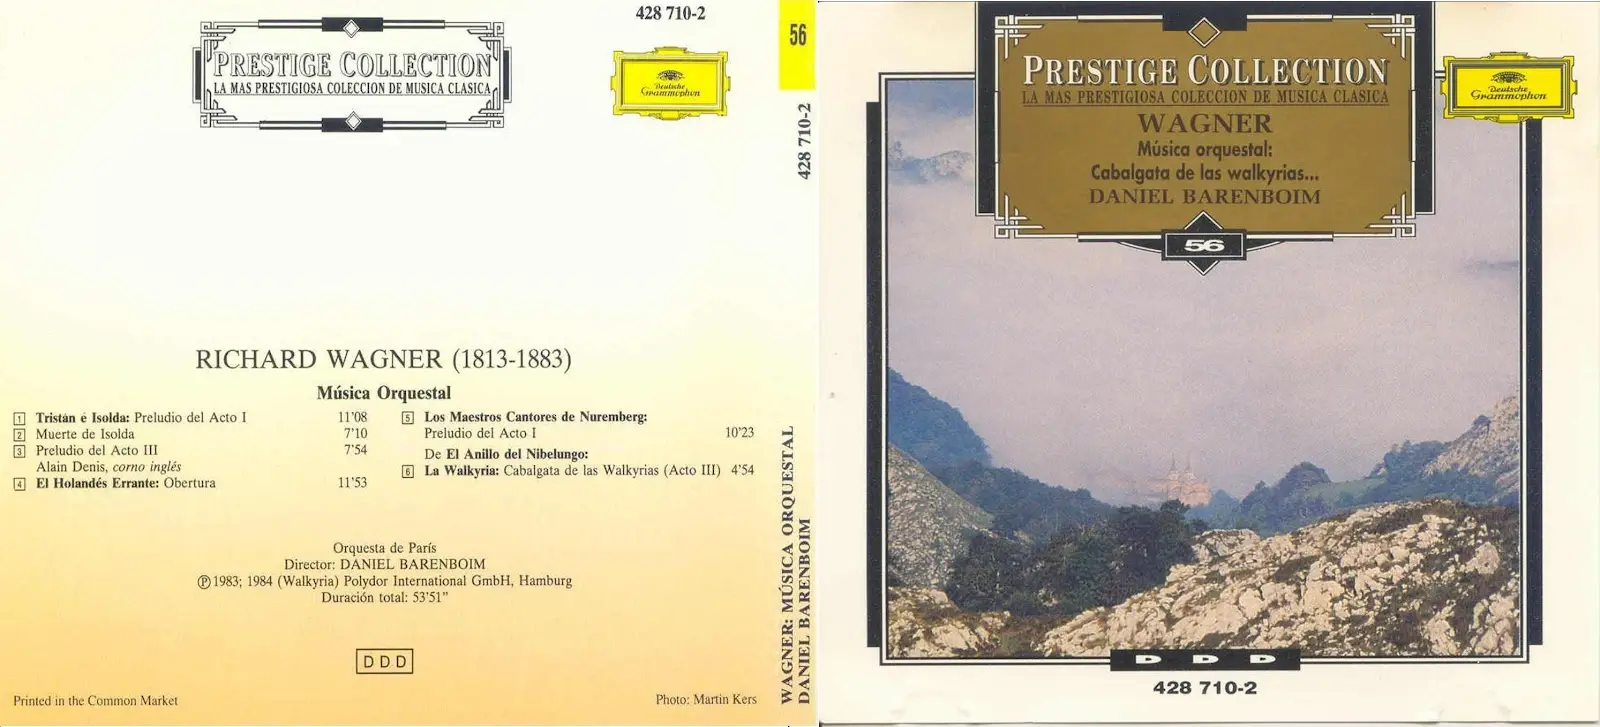 428 710-2
PRESTIGE COLLECTION
LA MAS PRESTIGIOSA COLECCION DE MUSICA CLASICA
Deutsche
Grammophon
RICHARD WAGNER (1813-1883)
Música Orquestal
1 Tristán é Isolda: Preludio del Acto I 11'08
2 Muerte de Isolda 7'10
3 Preludio del Acto III 7'54
Alain Denis, corno inglés
4 El Holandés Errante: Obertura 11'53
5 Los Maestros Cantores de Nuremberg:
Preludio del Acto I 10'23
De El Anillo del Nibelungo:
6 La Walkyria: Cabalgata de las Walkyrias (Acto III) 4'54
Orquesta de París
Director: DANIEL BARENBOIM
Ⓟ1983; 1984 (Walkyria) Polydor International GmbH, Hamburg
Duración total: 53'51"
DDD
Printed in the Common Market
Photo: Martin Kers
56
428 710-2
WAGNER: MÚSICA ORQUESTAL
DANIEL BARENBOIM
PRESTIGE COLLECTION
LA MAS PRESTIGIOSA COLECCION DE MUSICA CLASICA
WAGNER
Música orquestal:
Cabalgata de las walkyrias...
DANIEL BARENBOIM
56
Deutsche
Grammophon
D D D
428 710-2